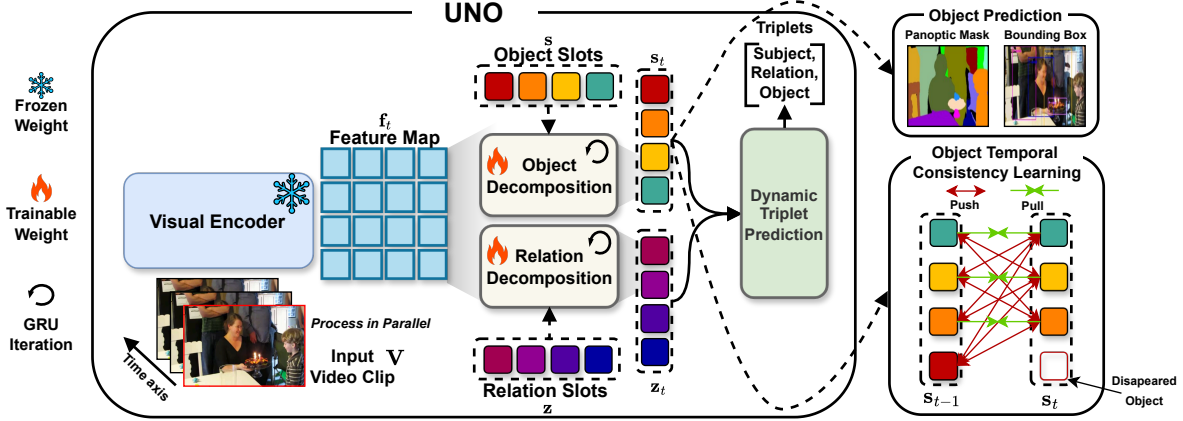 UNO
Frozen
Weight
Trainable
Weight
GRU
Iteration
Visual Encoder
f_t
Feature Map
Time axis
Process in Parallel
Input V
Video Clip
s
Object Slots
Object
Decomposition
Relation
Decomposition
Relation Slots
z
s_t
z_t
Triplets
Subject,
Relation,
Object
Dynamic
Triplet
Prediction
Object Prediction
Panoptic Mask
Bounding Box
Object Temporal
Consistency Learning
Push
Pull
s_{t-1}
s_t
Disapeared
Object